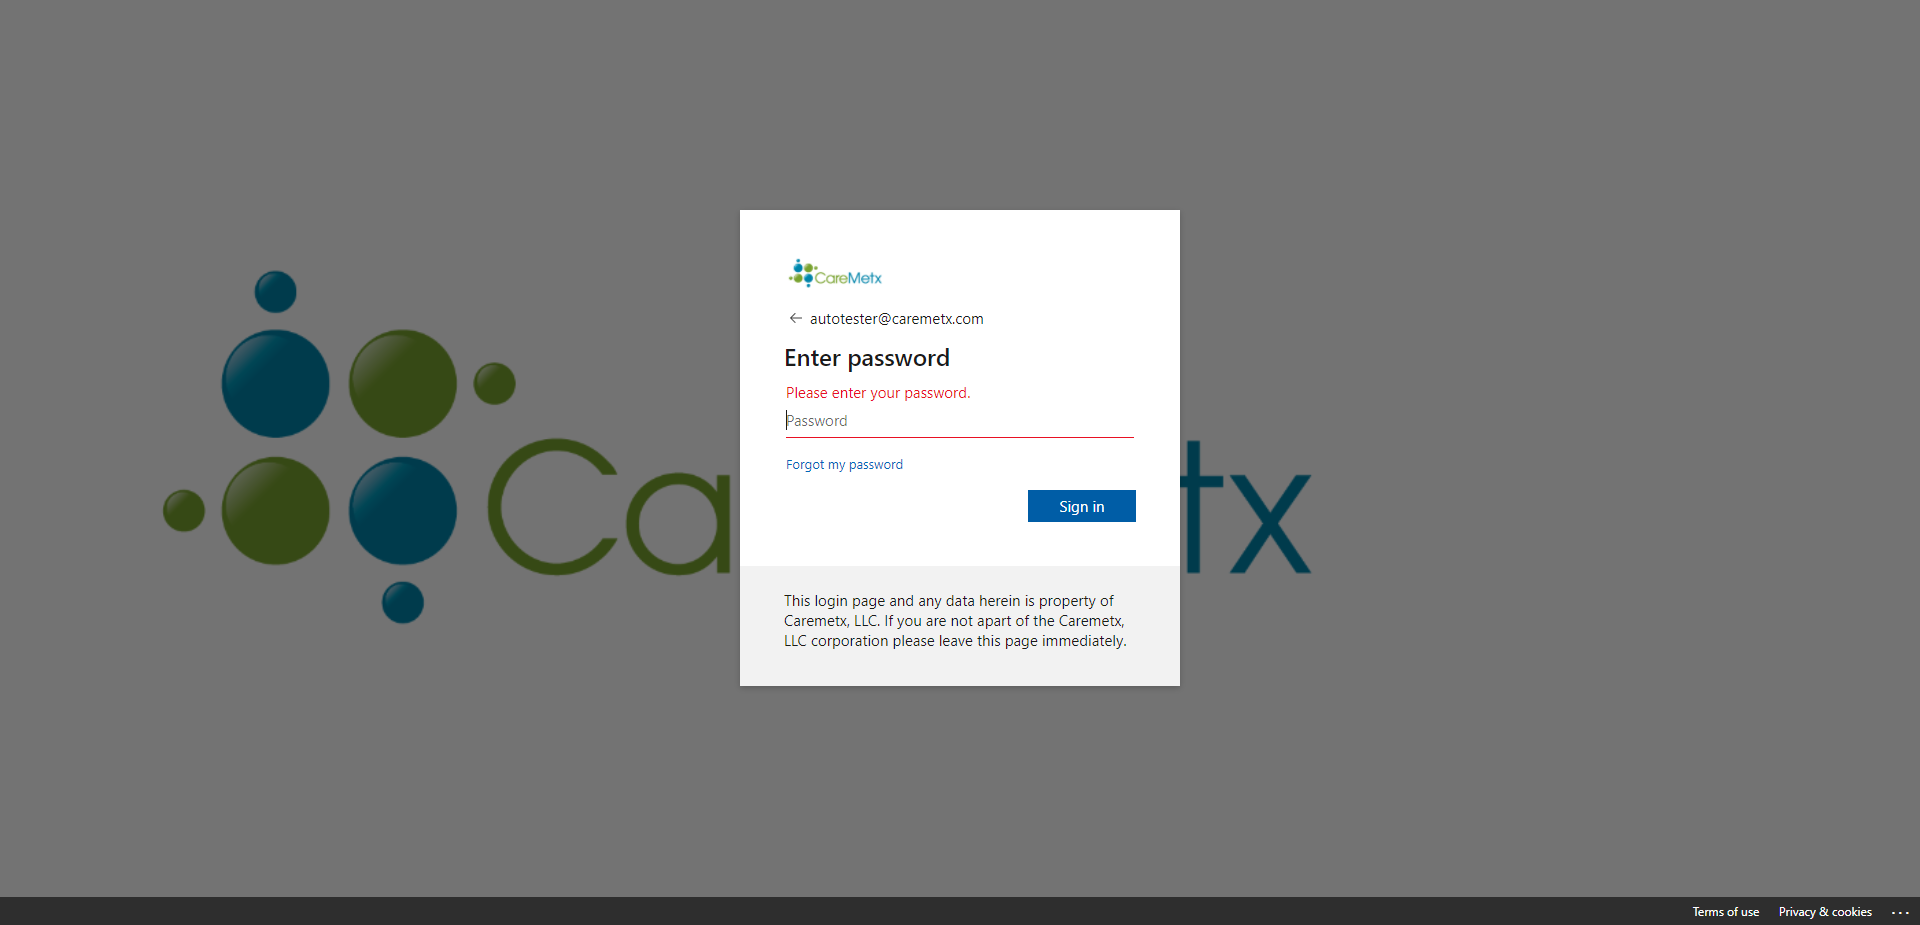 CareMetx
autotester@caremetx.com
Enter password
Please enter your password.
Password
Forgot my password
Ca
tx
Sign in
This login page and any data herein is property of
Caremetx, LLC. If you are not apart of the Caremetx,
LLC corporation please leave this page immediately.
Terms of use
Privacy & cookies